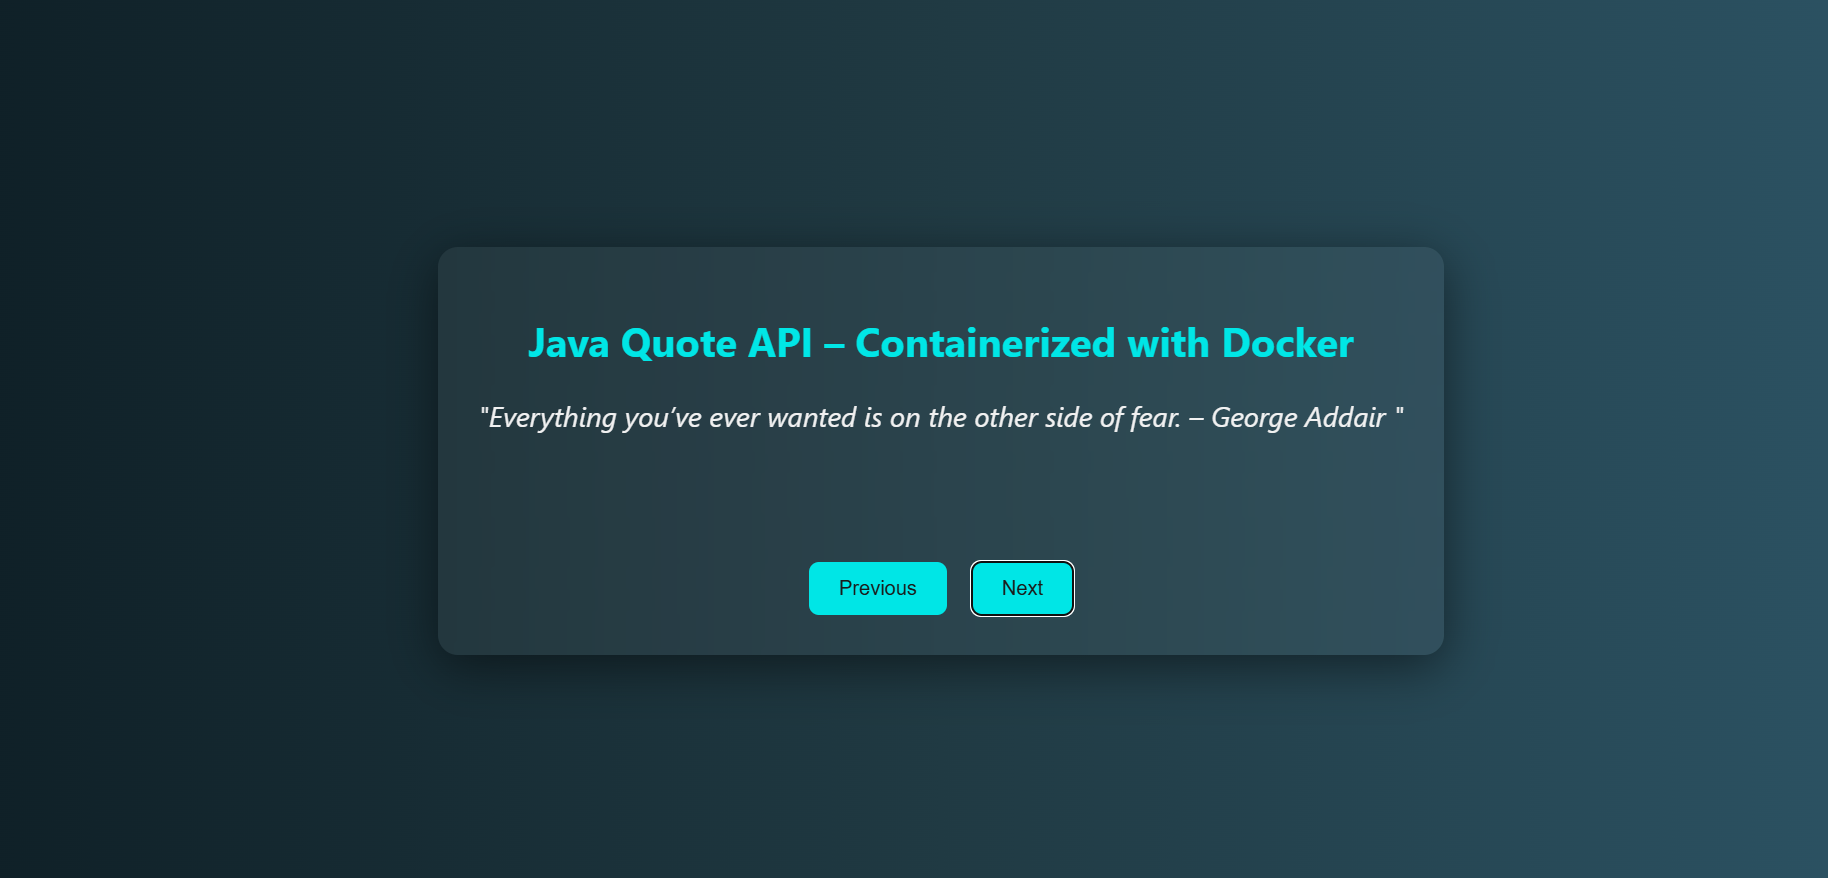 Java Quote API – Containerized with Docker
"Everything you’ve ever wanted is on the other side of fear. – George Addair "
Previous Next